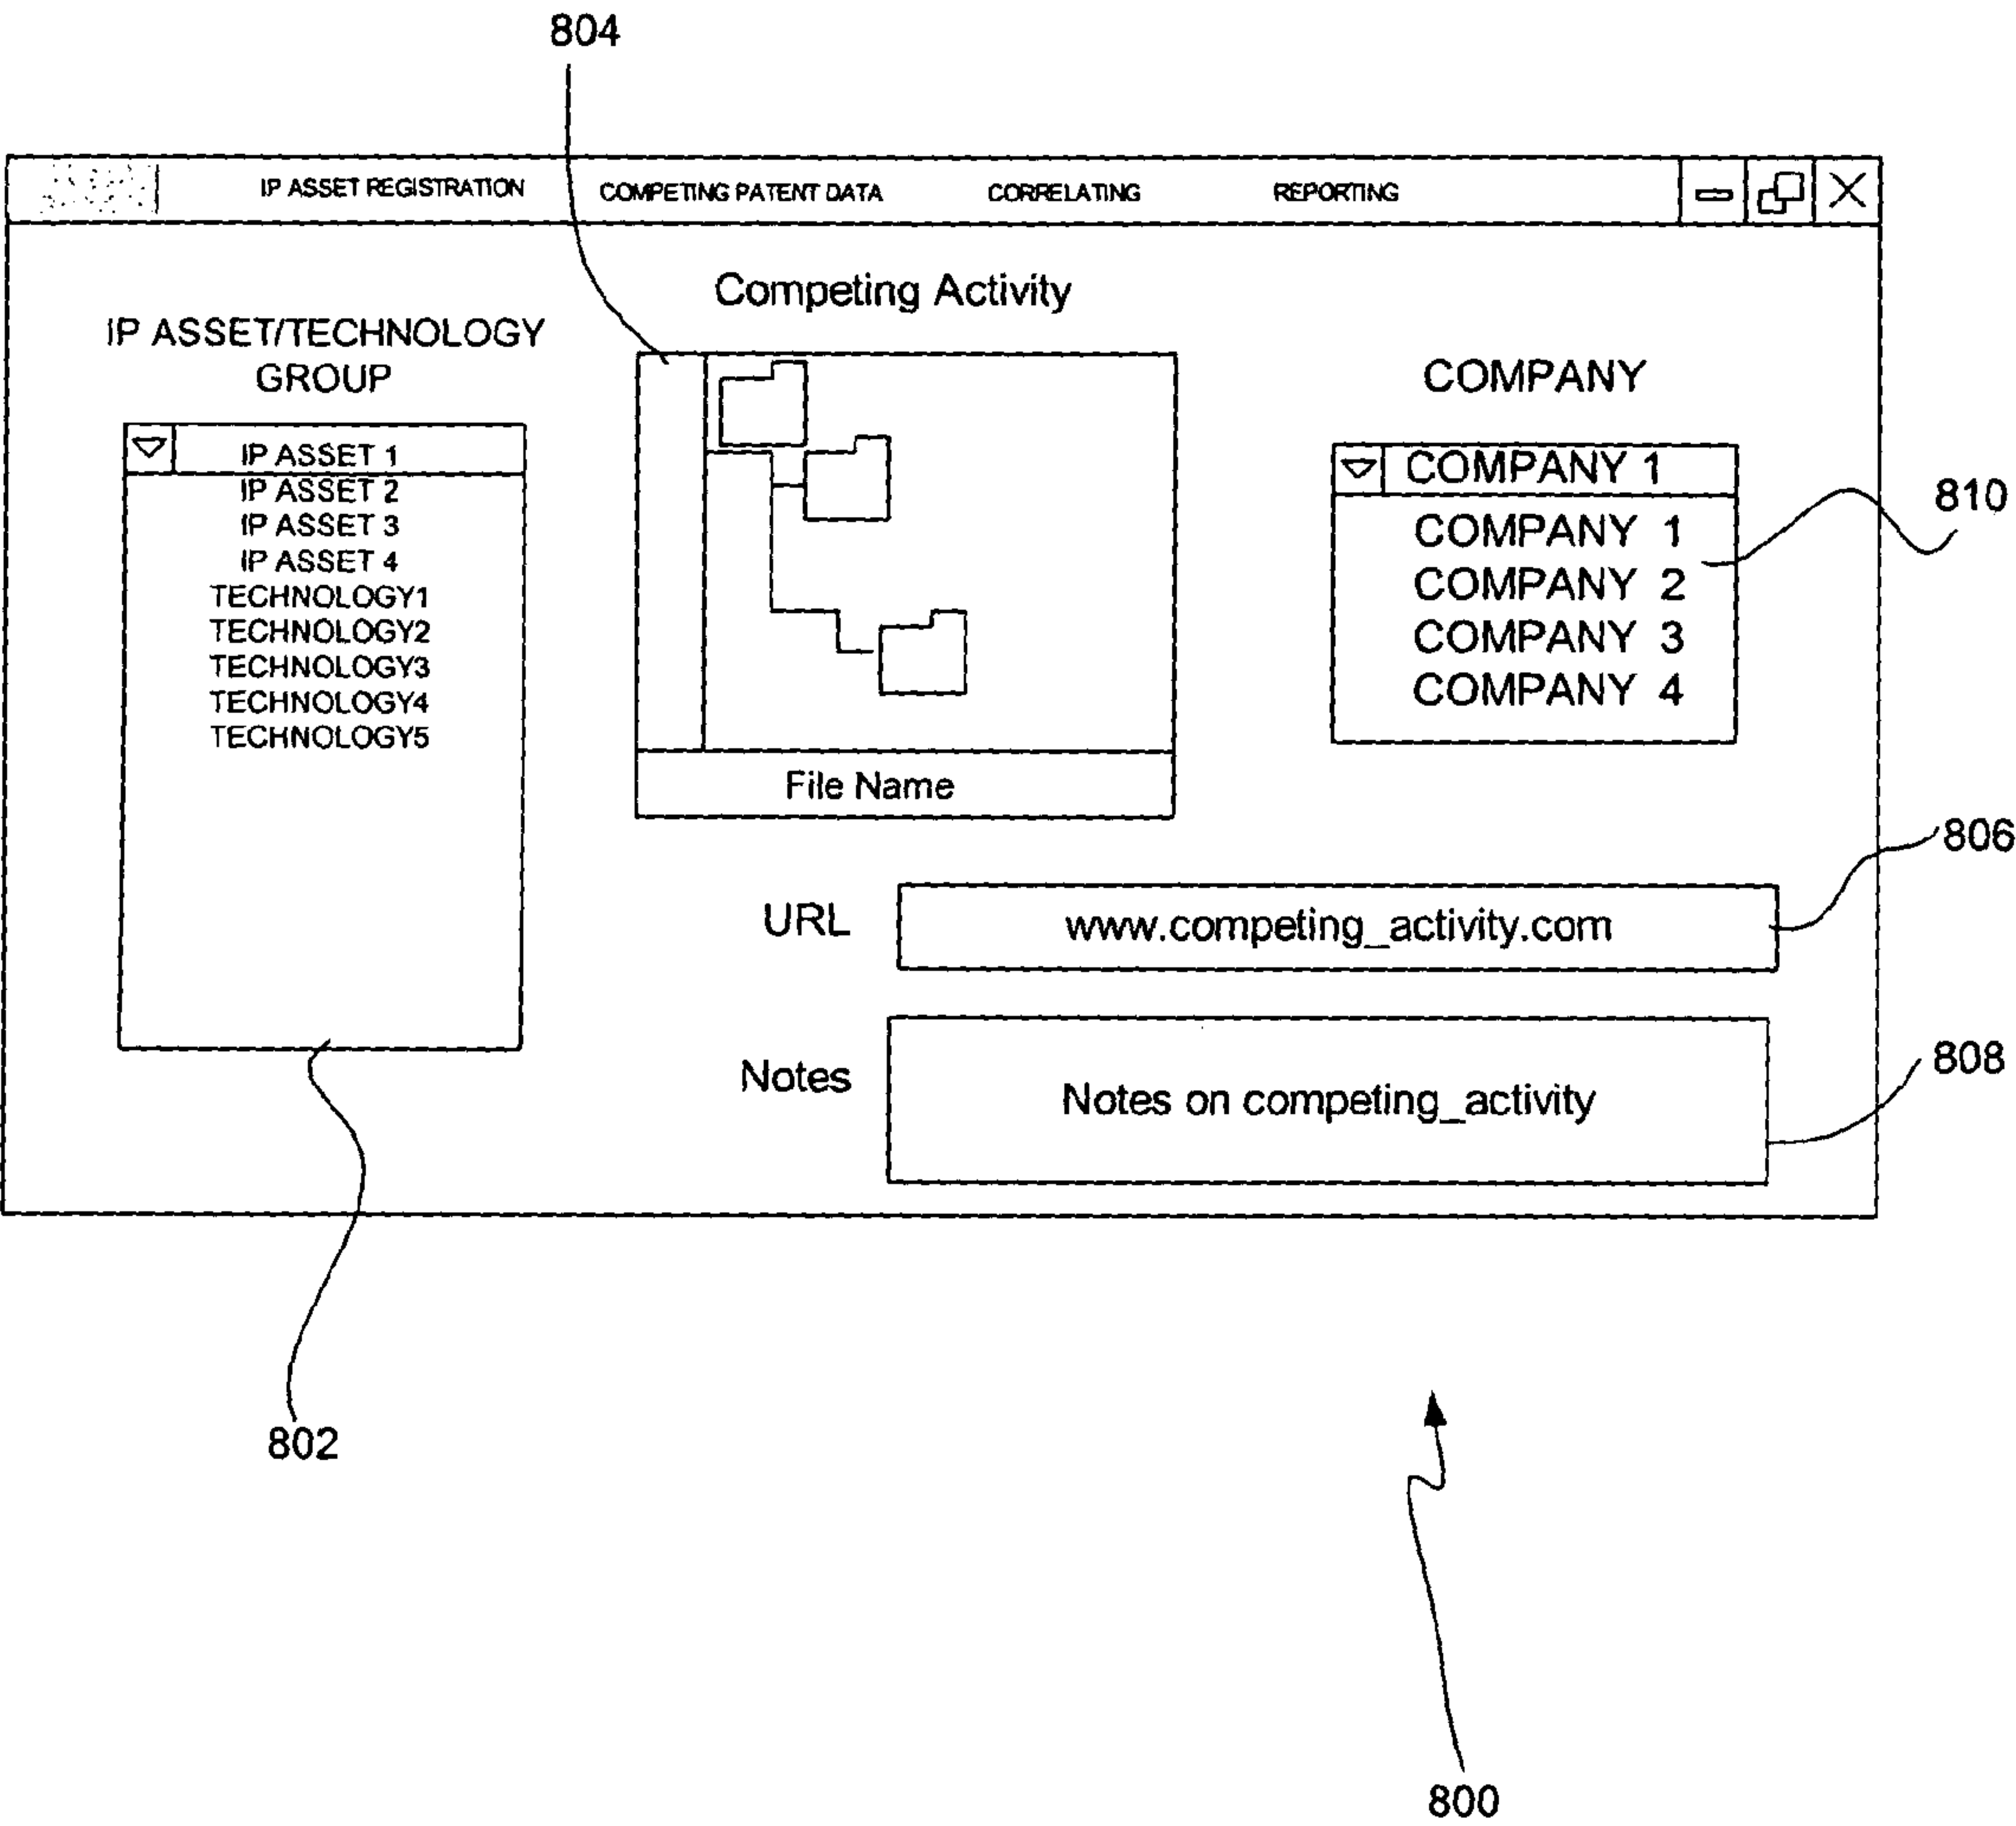 804
IP ASSET REGISTRATION COMPETING PATENT DATA CORRELATING REPORTING
Competing Activity
IP ASSET/TECHNOLOGY
GROUP
IP ASSET 1
IP ASSET 2
IP ASSET 3
IP ASSET 4
TECHNOLOGY1
TECHNOLOGY2
TECHNOLOGY3
TECHNOLOGY4
TECHNOLOGY5
File Name
COMPANY
COMPANY 1
COMPANY 1
COMPANY 2
COMPANY 3
COMPANY 4
810
806
URL www.competing_activity.com
808
Notes Notes on competing_activity
802
800